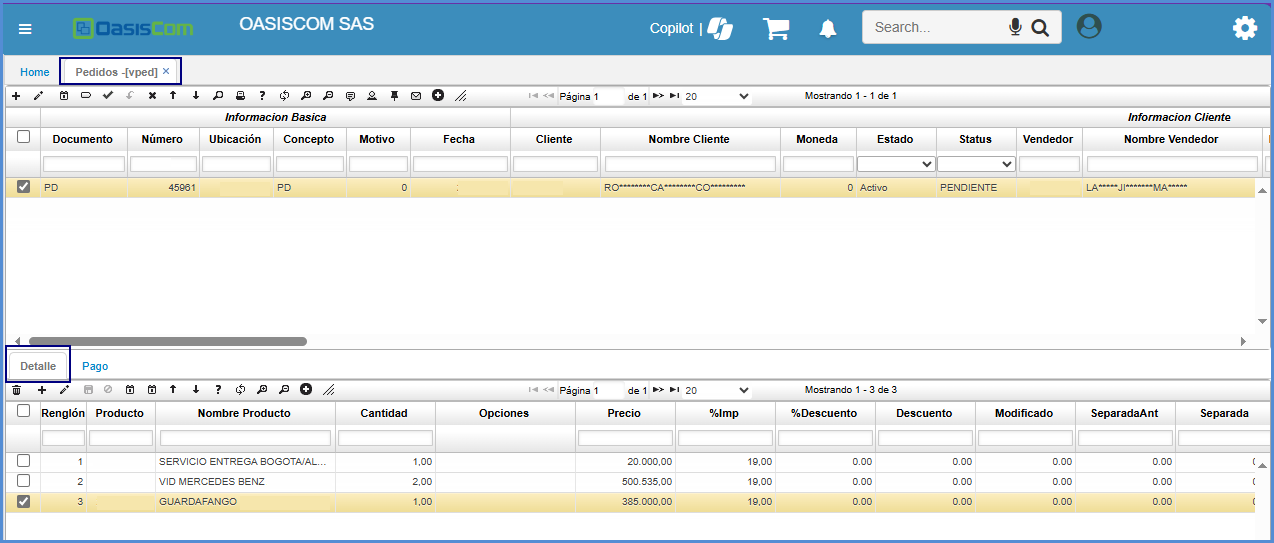 OasisCom OASISCOM SAS Copilot | Search...
Home Pedidos -[vped] ×
Página 1 de 1 20 Mostrando 1 - 1 de 1
Informacion Basica Informacion Cliente
Documento Número Ubicación Concepto Motivo Fecha Cliente Nombre Cliente Moneda Estado Status Vendedor Nombre Vendedor
PD 45961 PD 0 RO********CA********CO********* 0 Activo PENDIENTE LA*****JI*******MA*****
Detalle Pago
Página 1 de 1 20 Mostrando 1 - 3 de 3
Renglón Producto Nombre Producto Cantidad Opciones Precio %Imp %Descuento Descuento Modificado SeparadaAnt Separada
1 SERVICIO ENTREGA BOGOTA/AL... 1,00 20.000,00 19,00 0.00 0.00 0.00 0.00
2 VID MERCEDES BENZ 2,00 500.535,00 19,00 0.00 0.00 0.00 0.00
3 GUARDAFANGO 1,00 385.000,00 19,00 0.00 0.00 0.00 0.00